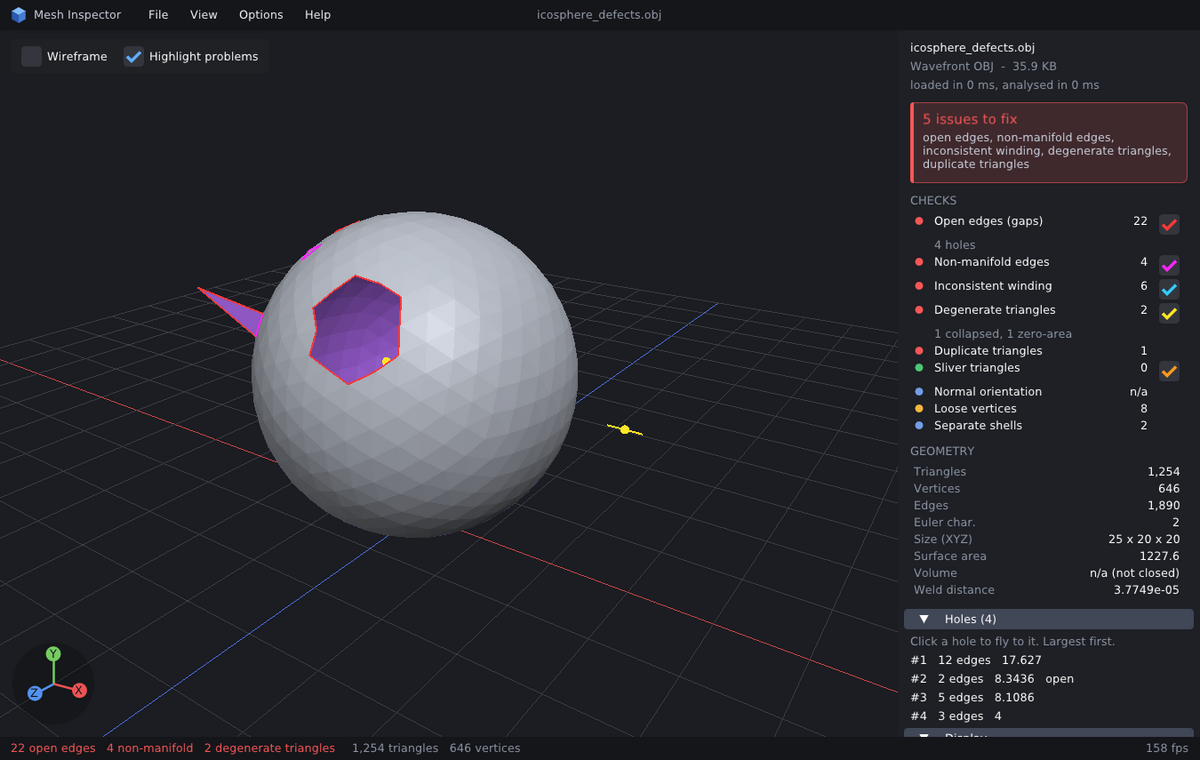 Mesh Inspector File View Options Help icosphere_defects.obj
Wireframe Highlight problems
icosphere_defects.obj
Wavefront OBJ - 35.9 KB
loaded in 0 ms, analysed in 0 ms
5 issues to fix
open edges, non-manifold edges,
inconsistent winding, degenerate triangles,
duplicate triangles
CHECKS
Open edges (gaps) 22
4 holes
Non-manifold edges 4
Inconsistent winding 6
Degenerate triangles 2
1 collapsed, 1 zero-area
Duplicate triangles 1
Sliver triangles 0
Normal orientation n/a
Loose vertices 8
Separate shells 2
GEOMETRY
Triangles 1,254
Vertices 646
Edges 1,890
Euler char. 2
Size (XYZ) 25 x 20 x 20
Surface area 1227.6
Volume n/a (not closed)
Weld distance 3.7749e-05
Holes (4)
Click a hole to fly to it. Largest first.
#1 12 edges 17.627
#2 2 edges 8.3436 open
#3 5 edges 8.1086
#4 3 edges 4
Display
Y
Z X
22 open edges 4 non-manifold 2 degenerate triangles 1,254 triangles 646 vertices 158 fps